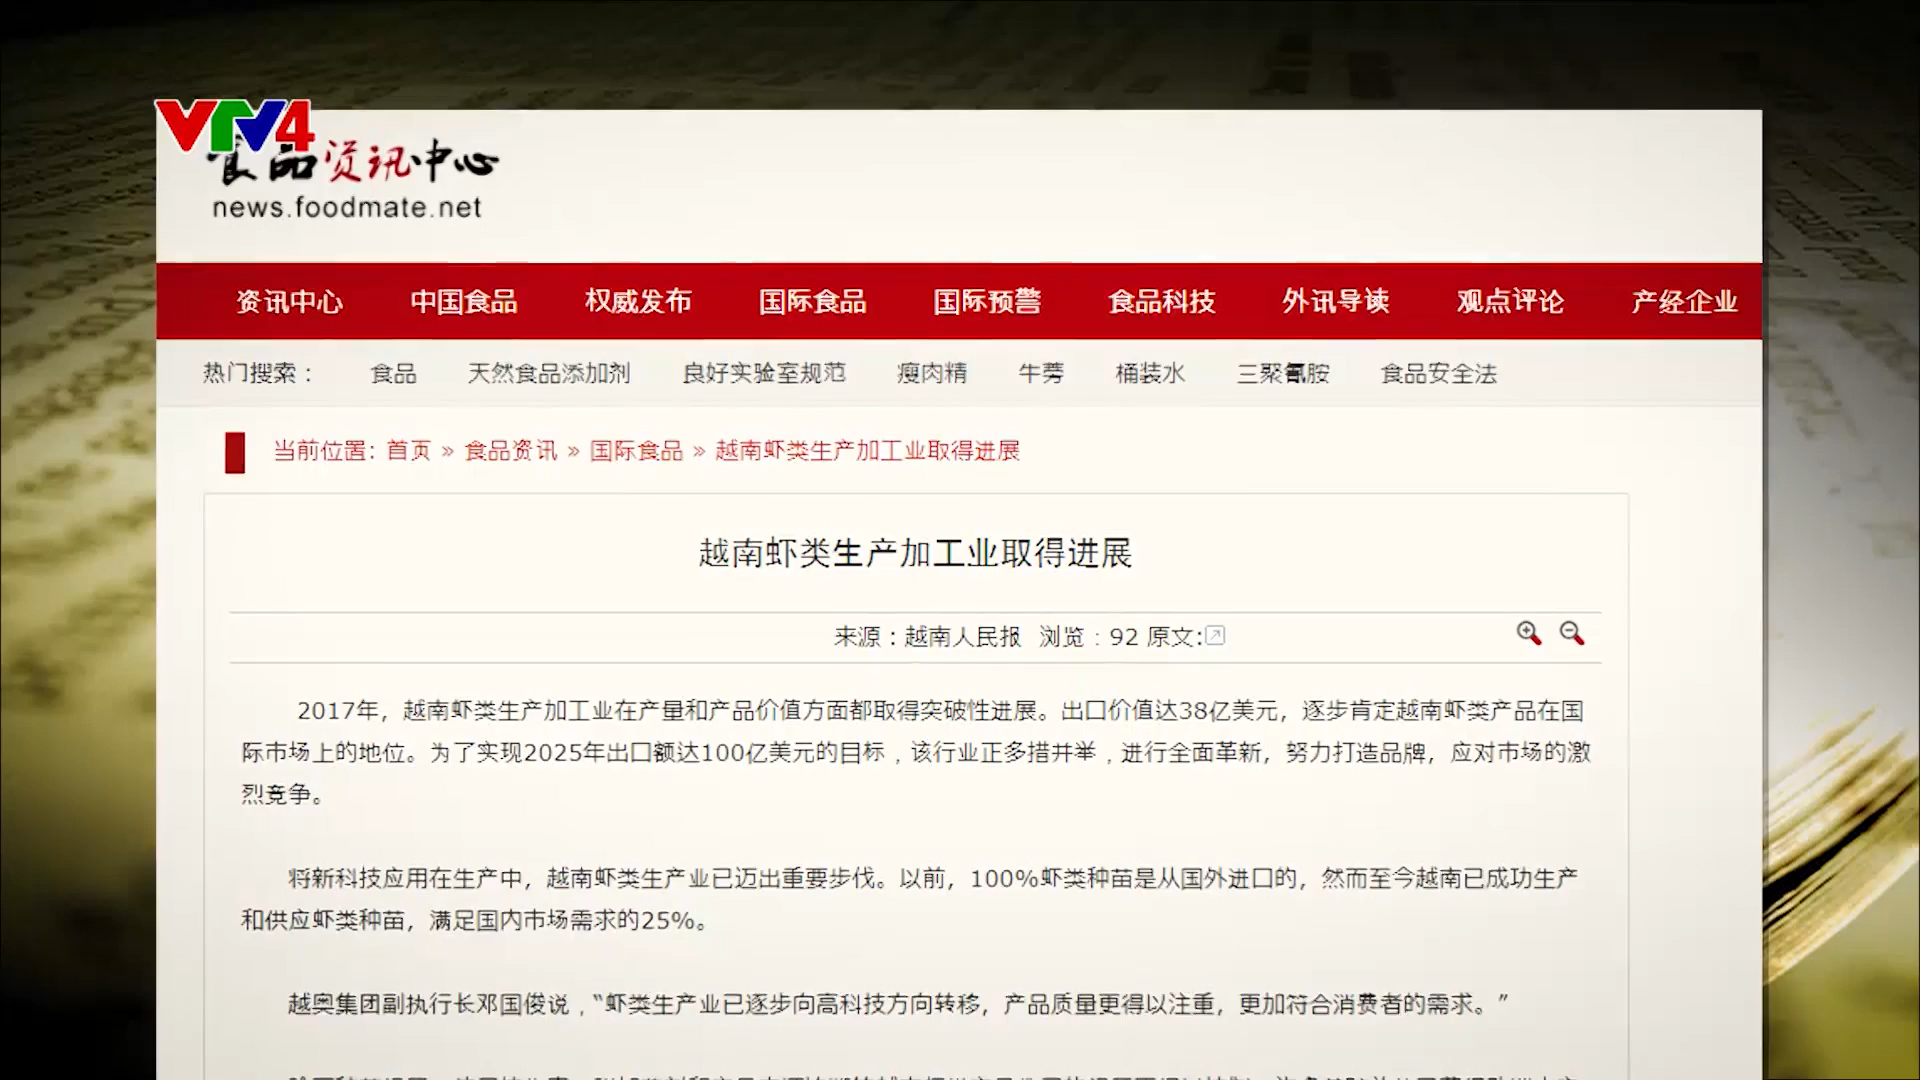 VTV4
食品资讯中心
news.foodmate.net
资讯中心 中国食品 权威发布 国际食品 国际预警 食品科技 外讯导读 观点评论 产经企业
热门搜索： 食品 天然食品添加剂 良好实验室规范 瘦肉精 牛蒡 桶装水 三聚氰胺 食品安全法
当前位置: 首页 » 食品资讯 » 国际食品 » 越南虾类生产加工业取得进展
越南虾类生产加工业取得进展
来源：越南人民报 浏览：92 原文:
2017年，越南虾类生产加工业在产量和产品价值方面都取得突破性进展。出口价值达38亿美元，逐步肯定越南虾类产品在国
际市场上的地位。为了实现2025年出口额达100亿美元的目标，该行业正多措并举，进行全面革新，努力打造品牌，应对市场的激
烈竞争。
将新科技应用在生产中，越南虾类生产业已迈出重要步伐。以前，100%虾类种苗是从国外进口的，然而至今越南已成功生产
和供应虾类种苗，满足国内市场需求的25%。
越奥集团副执行长邓国俊说，“虾类生产业已逐步向高科技方向转移，产品质量更得以注重，更加符合消费者的需求。”